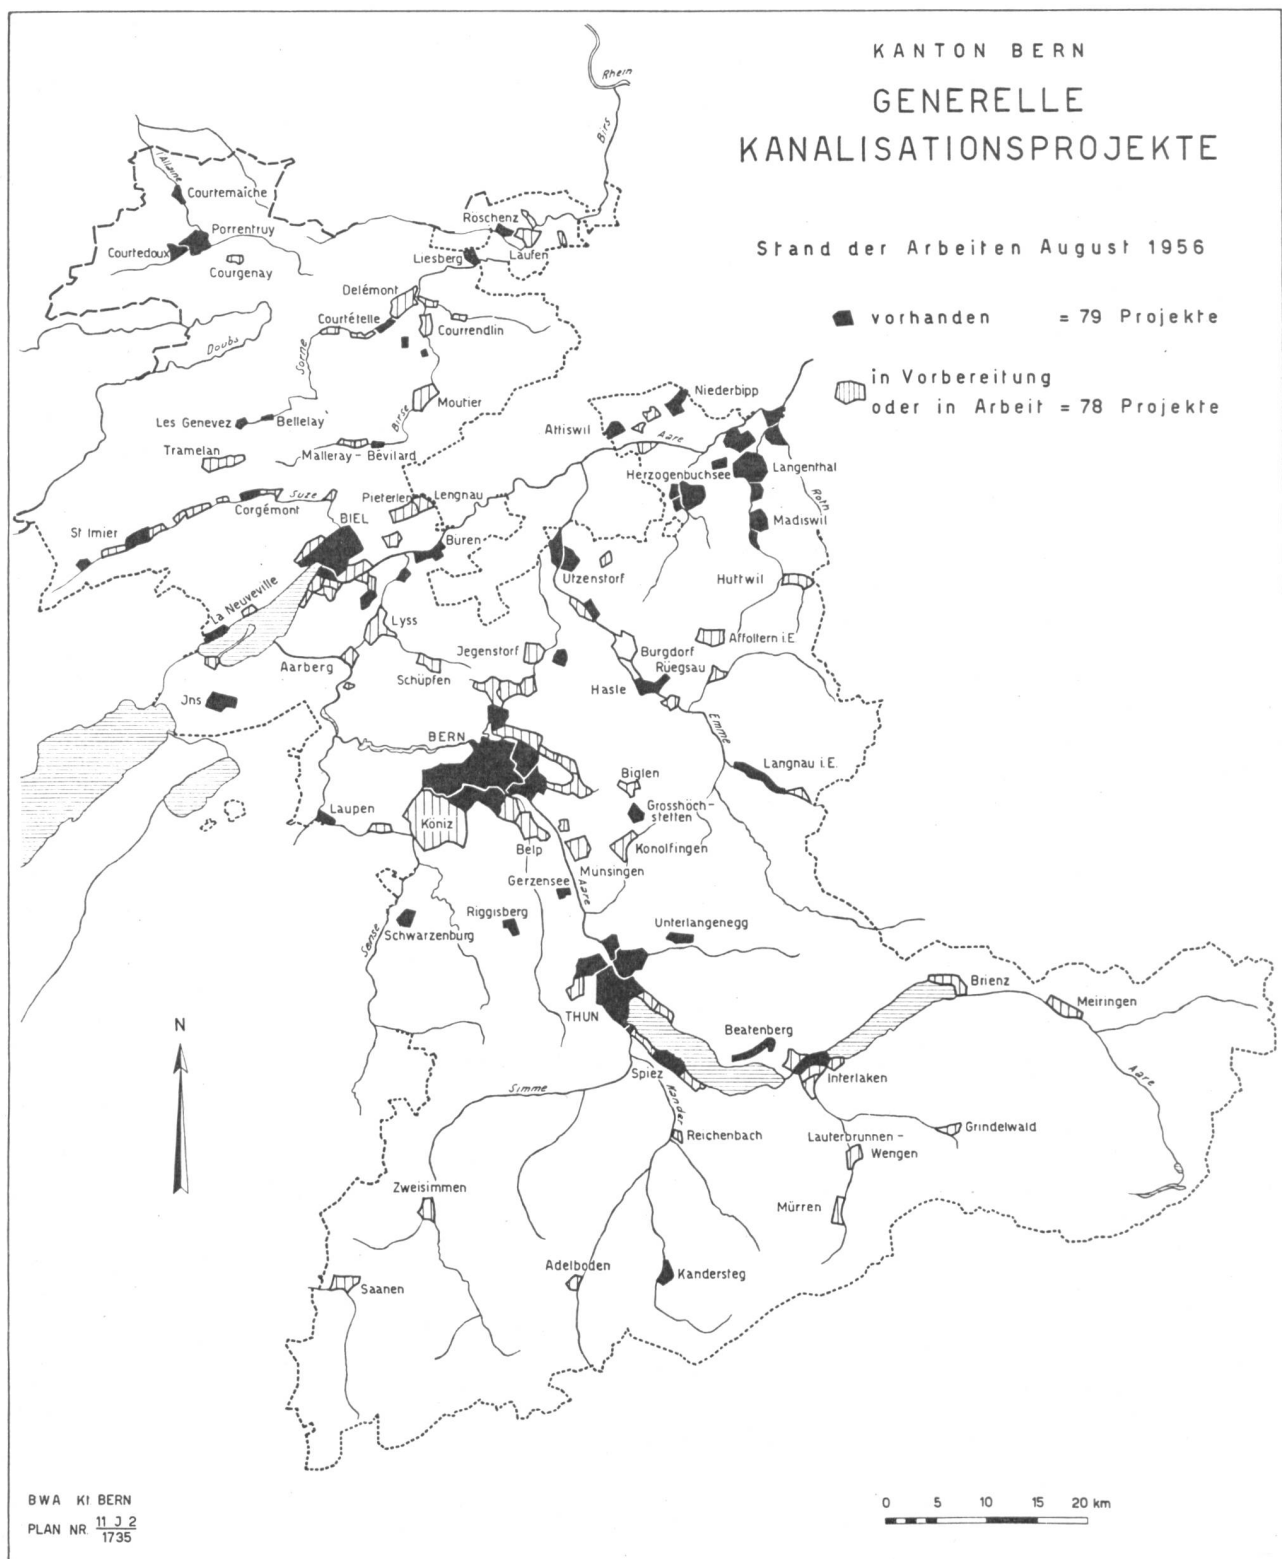 KANTON BERN
GENERELLE
KANALISATIONSPROJEKTE
Stand der Arbeiten August 1956
vorhanden = 79 Projekte
in Vorbereitung
oder in Arbeit = 78 Projekte
Rhein
Birs
l'Allaine
Courtemaîche
Porrentruy
Courtedoux
Courgenay
Röschenz
Laufen
Liesberg
Delémont
Courtételle
Courrendlin
Doubs
Sorne
Birse
Moutier
Les Genevez
Bellelay
Tramelan
Malleray - Bévilard
Niederbipp
Attiswil
Aare
Herzogenbuchsee
Langenthal
Roth
Madiswil
Pieterlen
Lengnau
Suze
Corgémont
BIEL
St Imier
Büren
Utzenstorf
Huttwil
La Neuveville
Lyss
Affoltern i.E.
Aarberg
Schüpfen
Jegenstorf
Burgdorf
Rüegsau
Hasle
Jns
Emme
BERN
Langnau i.E.
Biglen
Laupen
Grosshöch-
stetten
Köniz
Belp
Konolfingen
Münsingen
Gerzensee
Aare
Riggisberg
Unterlangenegg
Schwarzenburg
Sense
Brienz
Meiringen
N
THUN
Beatenberg
Spiez
Interlaken
Aare
Simme
Kander
Reichenbach
Lauterbrunnen -
Wengen
Grindelwald
Zweisimmen
Mürren
Adelboden
Kandersteg
Saanen
BWA Kt BERN
PLAN NR. 11 J 2
1735
0 5 10 15 20 km